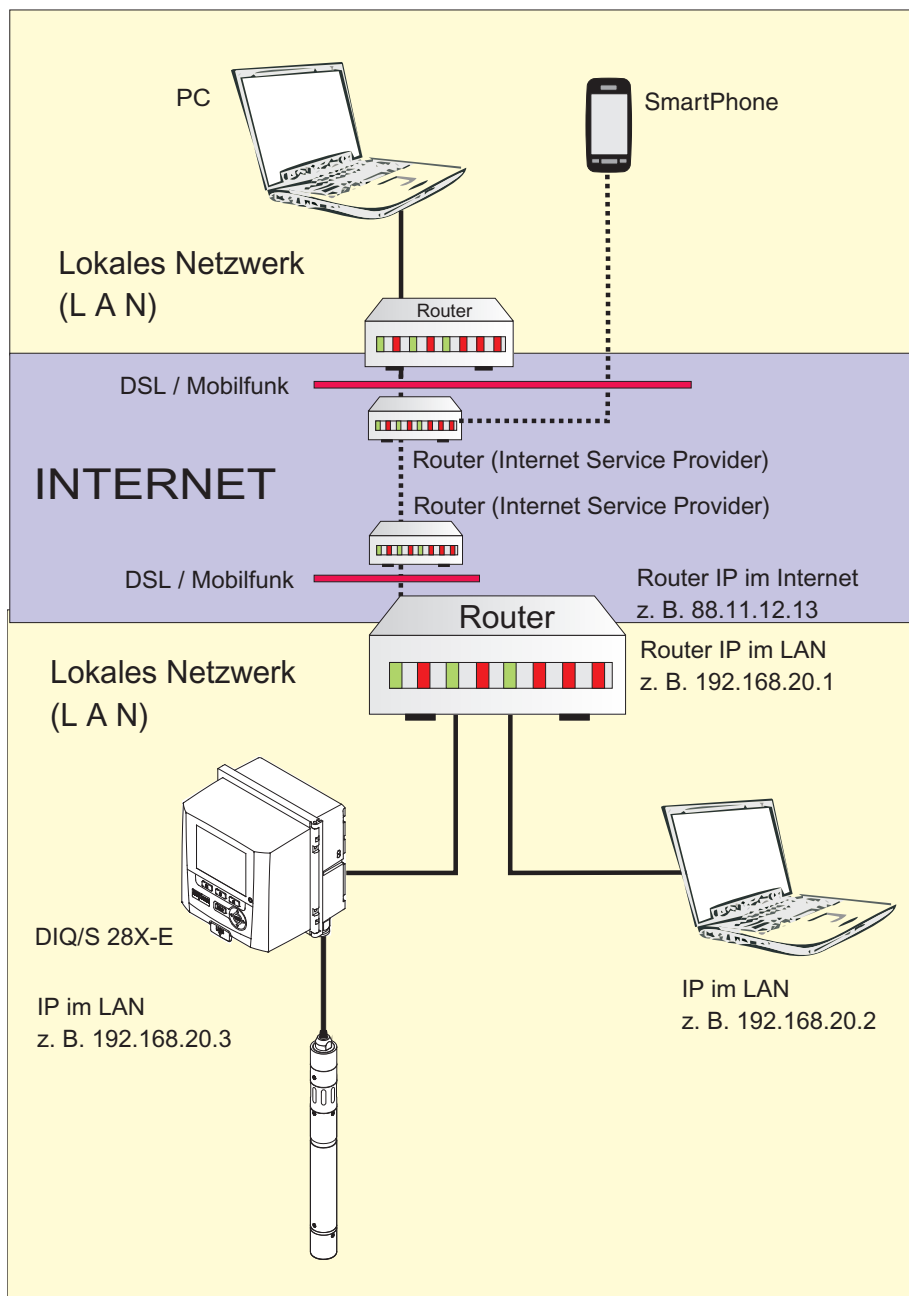 PC
SmartPhone
Lokales Netzwerk
(L A N)
Router
DSL / Mobilfunk
Router (Internet Service Provider)
INTERNET
Router (Internet Service Provider)
DSL / Mobilfunk
Router IP im Internet
z. B. 88.11.12.13
Router
Router IP im LAN
z. B. 192.168.20.1
Lokales Netzwerk
(L A N)
DIQ/S 28X-E
IP im LAN
z. B. 192.168.20.3
IP im LAN
z. B. 192.168.20.2